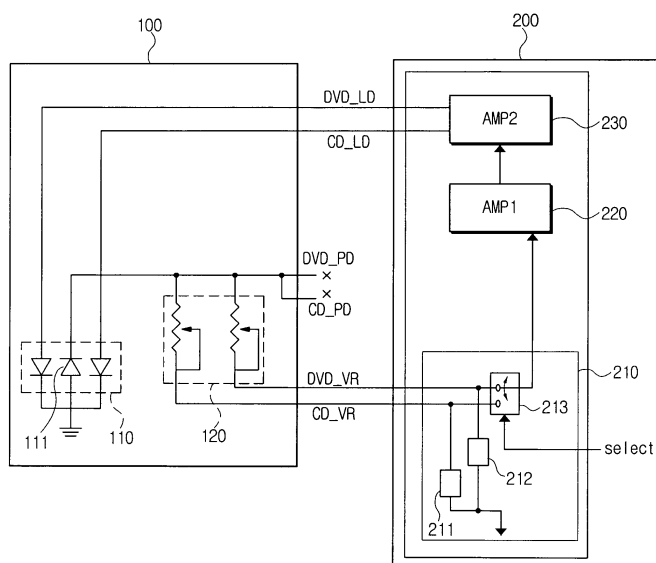 100
200
DVD_LD
AMP2
230
CD_LD
AMP1
220
DVD_PD
×
×
CD_PD
DVD_VR
210
213
CD_VR
111
110
120
select
212
211